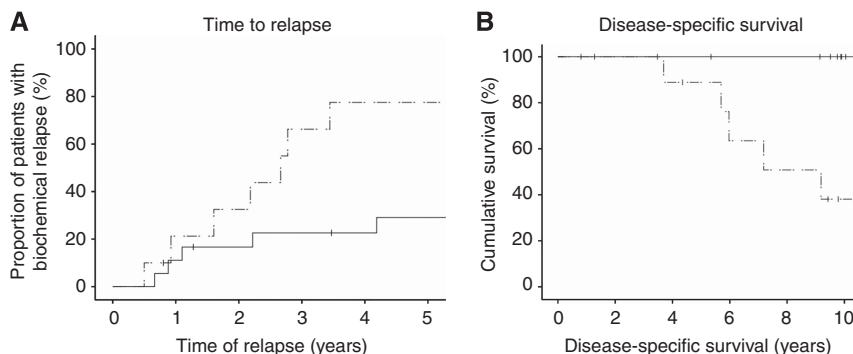 A
Time to relapse
Proportion of patients with
biochemical relapse (%)
100
80
60
40
20
0
0 1 2 3 4 5
Time of relapse (years)
B
Disease-specific survival
Cumulative survival (%)
100
80
60
40
20
0
0 2 4 6 8 10
Disease-specific survival (years)